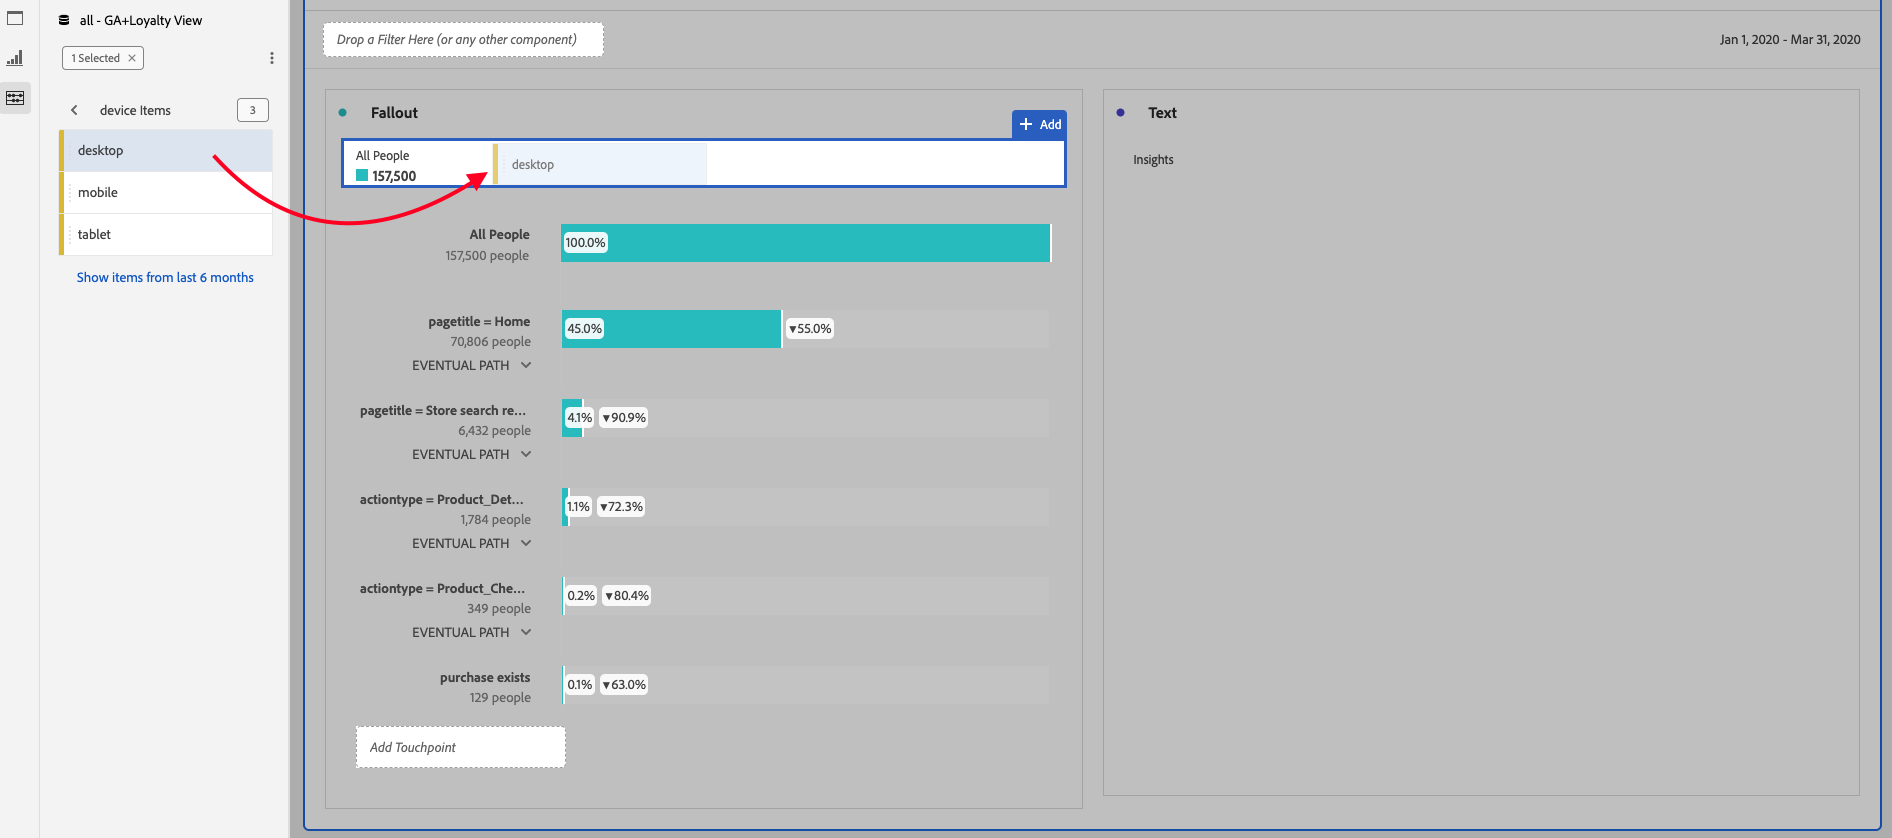 all - GA+Loyalty View
1 Selected ✕
device Items
3
desktop
mobile
tablet
Show items from last 6 months
Drop a Filter Here (or any other component)
Jan 1, 2020 - Mar 31, 2020
Fallout
+ Add
All People
157,500
desktop
All People
157,500 people
100.0%
pagetitle = Home
70,806 people
EVENTUAL PATH
45.0%
▼55.0%
pagetitle = Store search re...
6,432 people
EVENTUAL PATH
4.1%
▼90.9%
actiontype = Product_Det...
1,784 people
EVENTUAL PATH
1.1%
▼72.3%
actiontype = Product_Che...
349 people
EVENTUAL PATH
0.2%
▼80.4%
purchase exists
129 people
0.1%
▼63.0%
Add Touchpoint
Text
Insights